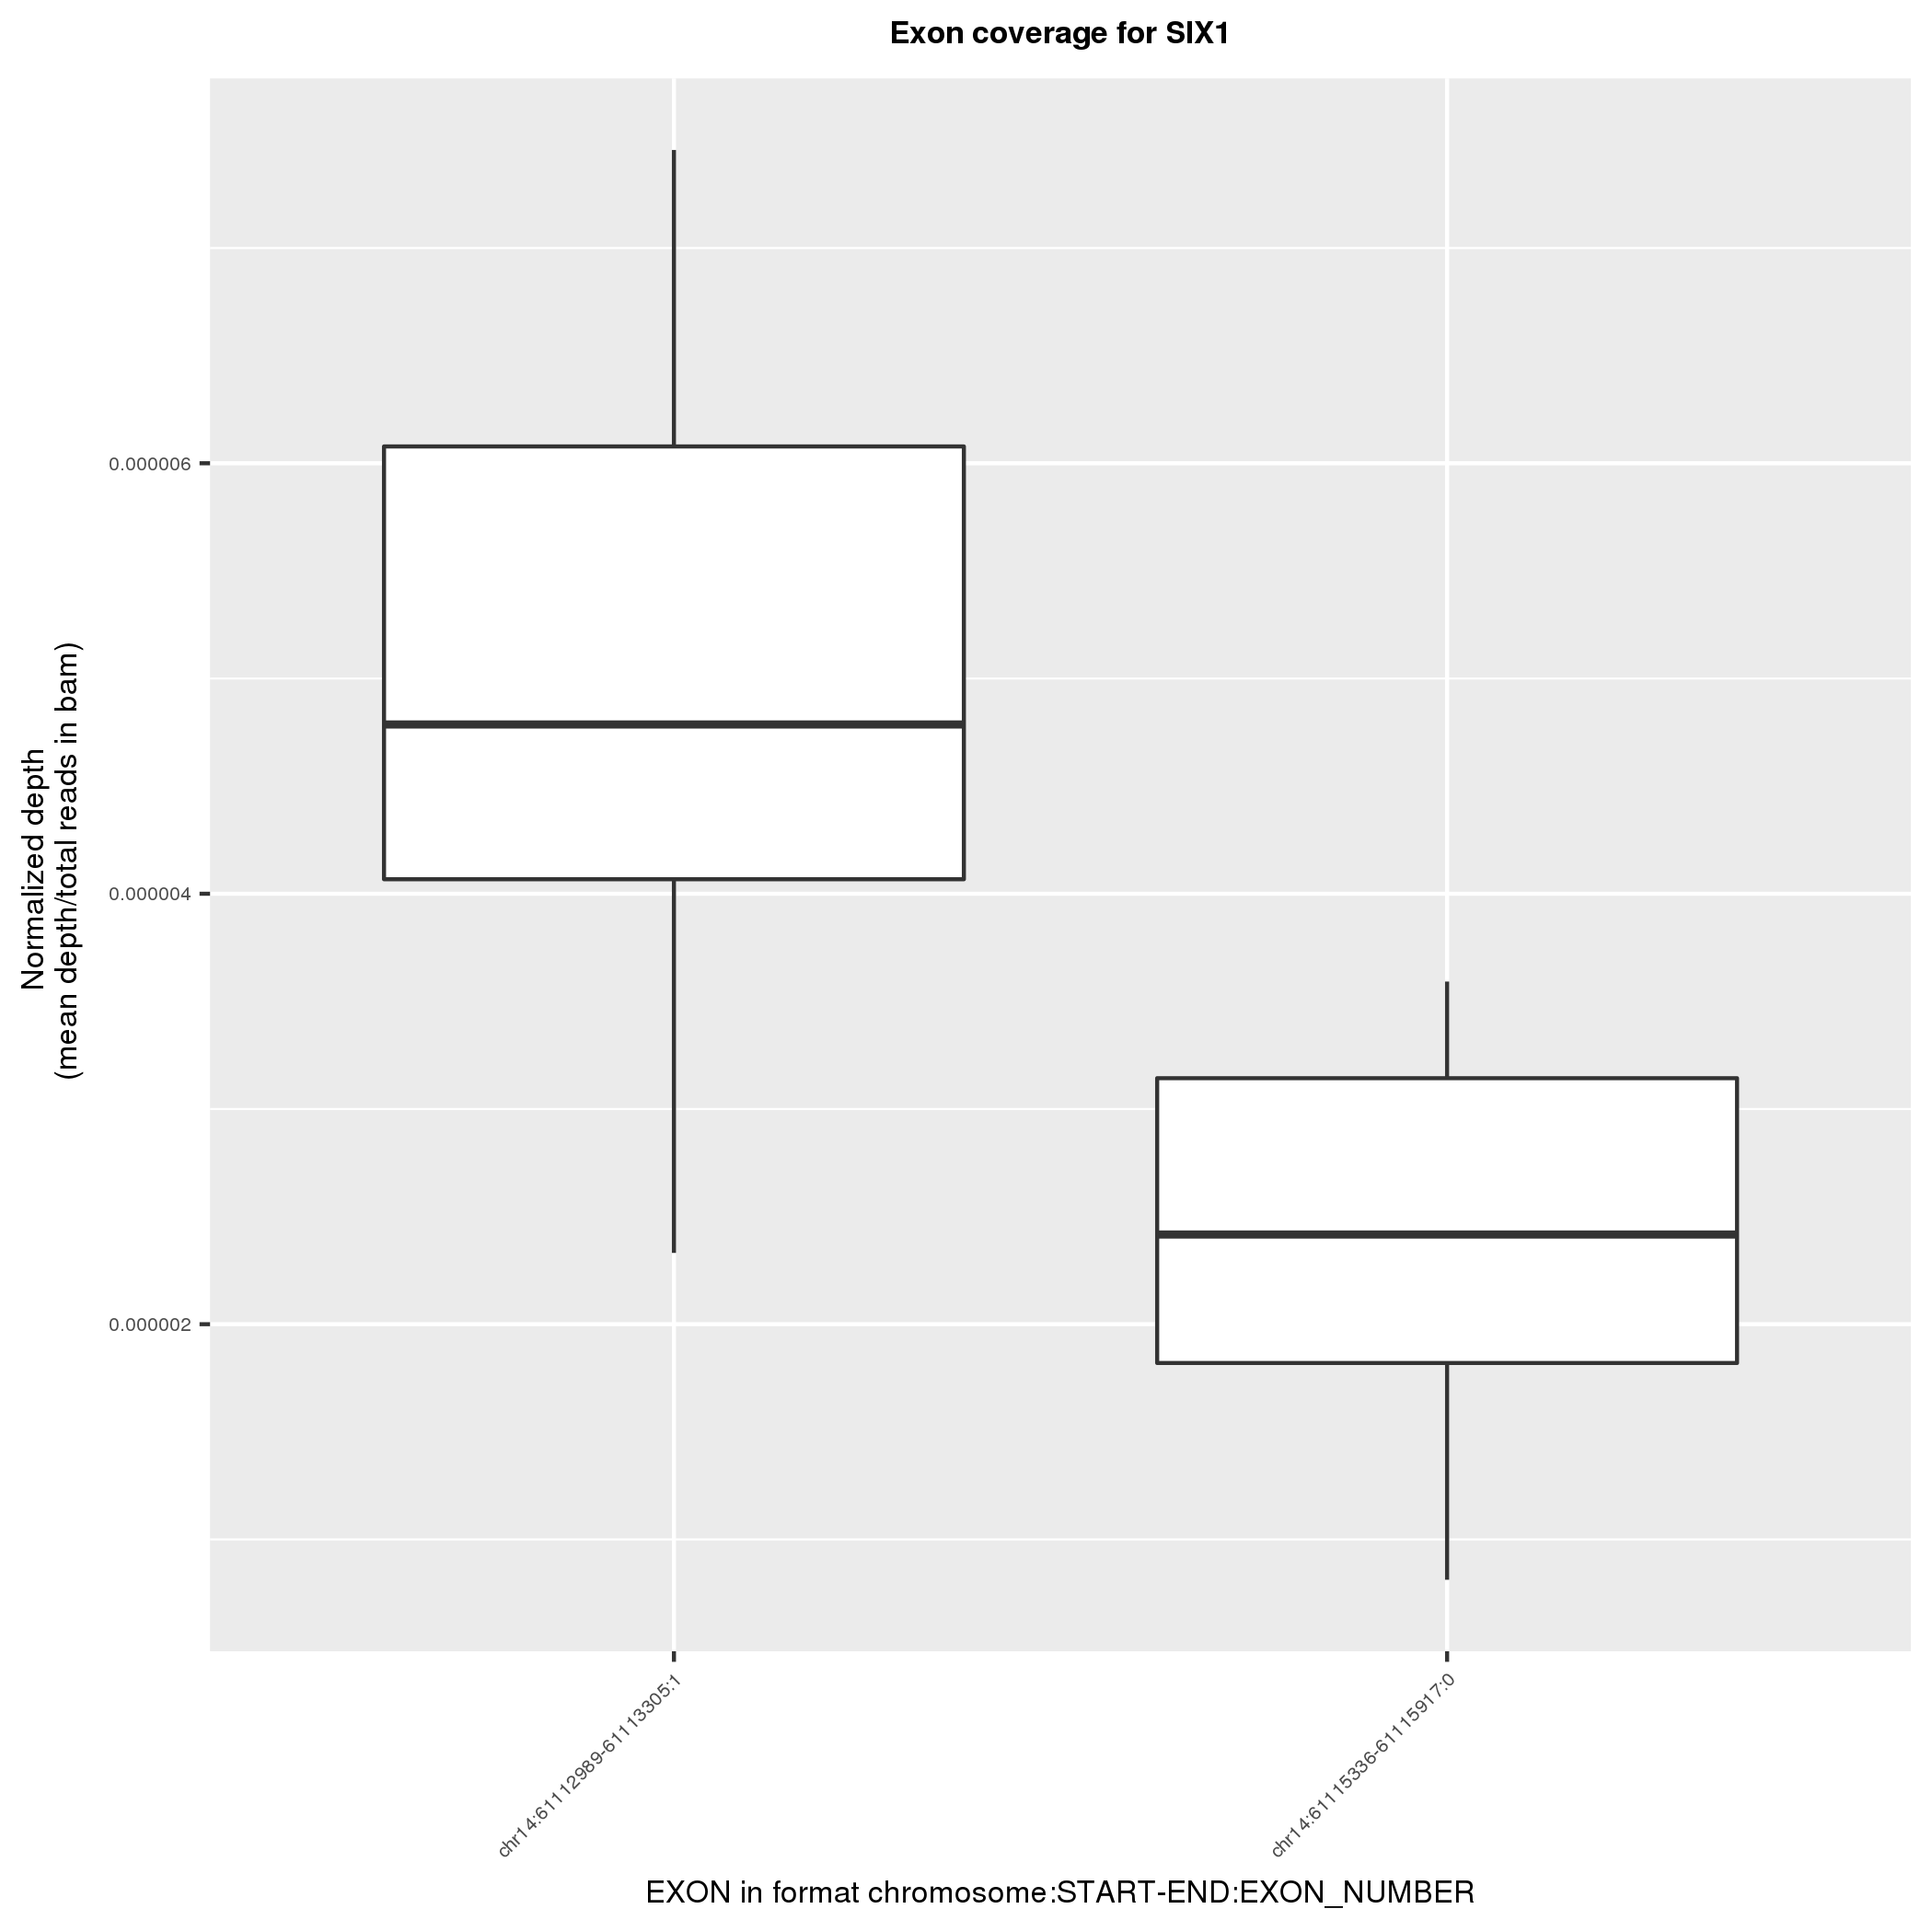 Exon coverage for SIX1
Normalized depth
(mean depth/total reads in bam)
0.000006
0.000004
0.000002
chr14:61112989-61113305:1
chr14:61115336-61115917:0
EXON in format chromosome:START-END:EXON_NUMBER